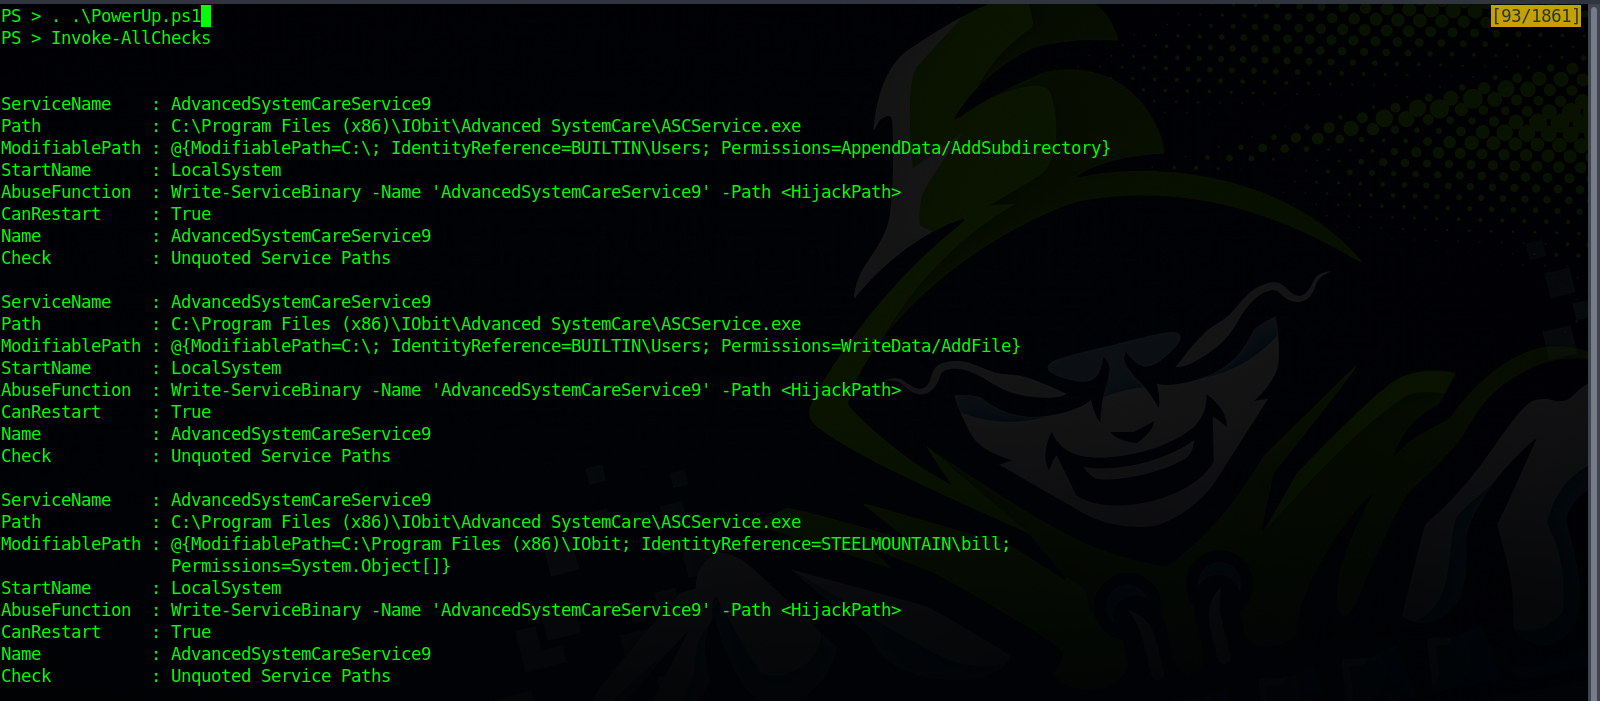 PS > . .\PowerUp.ps1 [93/1861]
PS > Invoke-AllChecks
ServiceName    : AdvancedSystemCareService9
Path           : C:\Program Files (x86)\IObit\Advanced SystemCare\ASCService.exe
ModifiablePath : @{ModifiablePath=C:\; IdentityReference=BUILTIN\Users; Permissions=AppendData/AddSubdirectory}
StartName      : LocalSystem
AbuseFunction  : Write-ServiceBinary -Name 'AdvancedSystemCareService9' -Path <HijackPath>
CanRestart     : True
Name           : AdvancedSystemCareService9
Check          : Unquoted Service Paths
ServiceName    : AdvancedSystemCareService9
Path           : C:\Program Files (x86)\IObit\Advanced SystemCare\ASCService.exe
ModifiablePath : @{ModifiablePath=C:\; IdentityReference=BUILTIN\Users; Permissions=WriteData/AddFile}
StartName      : LocalSystem
AbuseFunction  : Write-ServiceBinary -Name 'AdvancedSystemCareService9' -Path <HijackPath>
CanRestart     : True
Name           : AdvancedSystemCareService9
Check          : Unquoted Service Paths
ServiceName    : AdvancedSystemCareService9
Path           : C:\Program Files (x86)\IObit\Advanced SystemCare\ASCService.exe
ModifiablePath : @{ModifiablePath=C:\Program Files (x86)\IObit; IdentityReference=STEELMOUNTAIN\bill;
                 Permissions=System.Object[]}
StartName      : LocalSystem
AbuseFunction  : Write-ServiceBinary -Name 'AdvancedSystemCareService9' -Path <HijackPath>
CanRestart     : True
Name           : AdvancedSystemCareService9
Check          : Unquoted Service Paths